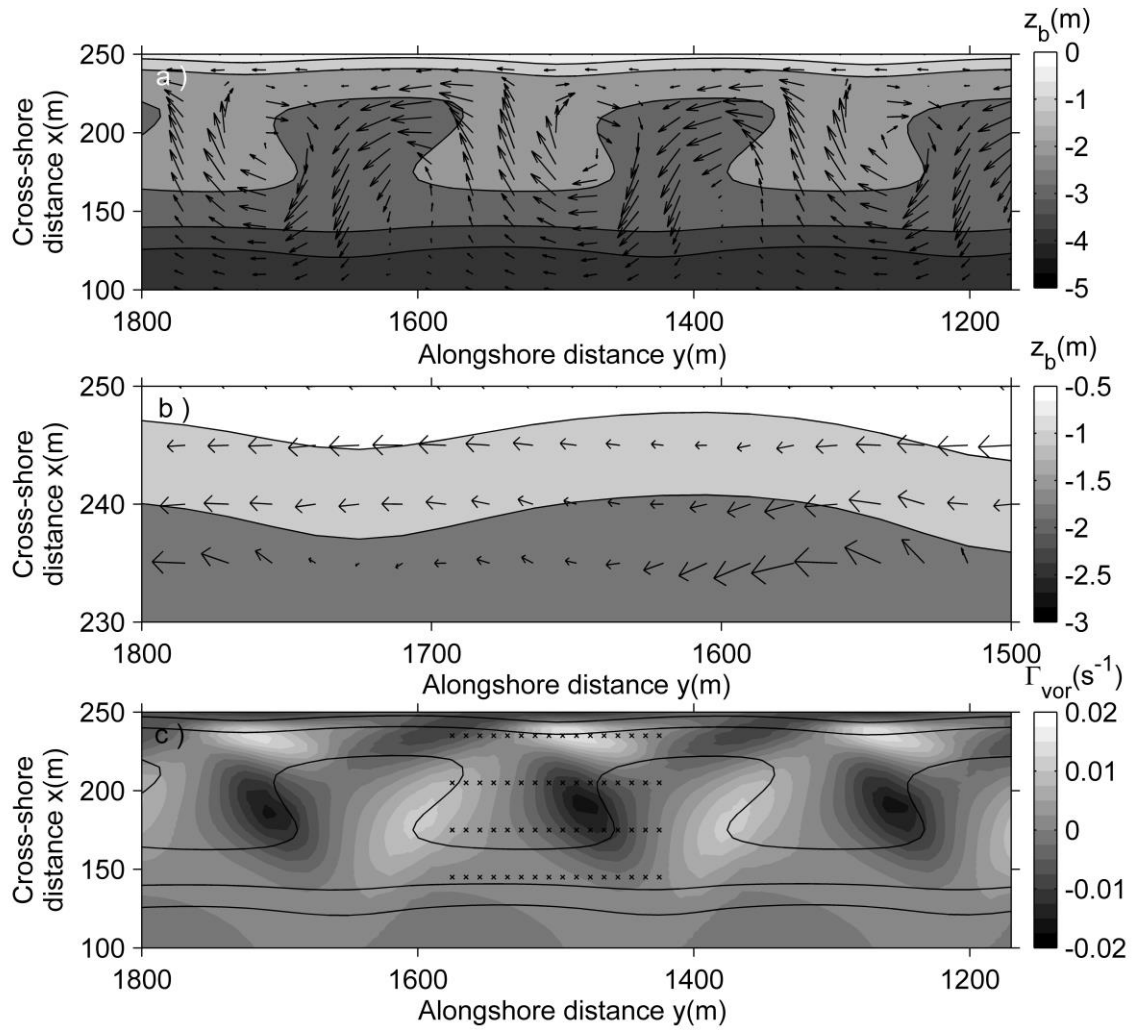 z_b(m)
a )
250
200
150
100
Cross-shore
distance x(m)
1800
1600
1400
1200
Alongshore distance y(m)
0
-1
-2
-3
-4
-5
z_b(m)
b )
250
240
230
Cross-shore
distance x(m)
1800
1700
1600
1500
Alongshore distance y(m)
-0.5
-1
-1.5
-2
-2.5
-3
Γ_vor(s^-1)
c )
250
200
150
100
Cross-shore
distance x(m)
1800
1600
1400
1200
Alongshore distance y(m)
0.02
0.01
0
-0.01
-0.02